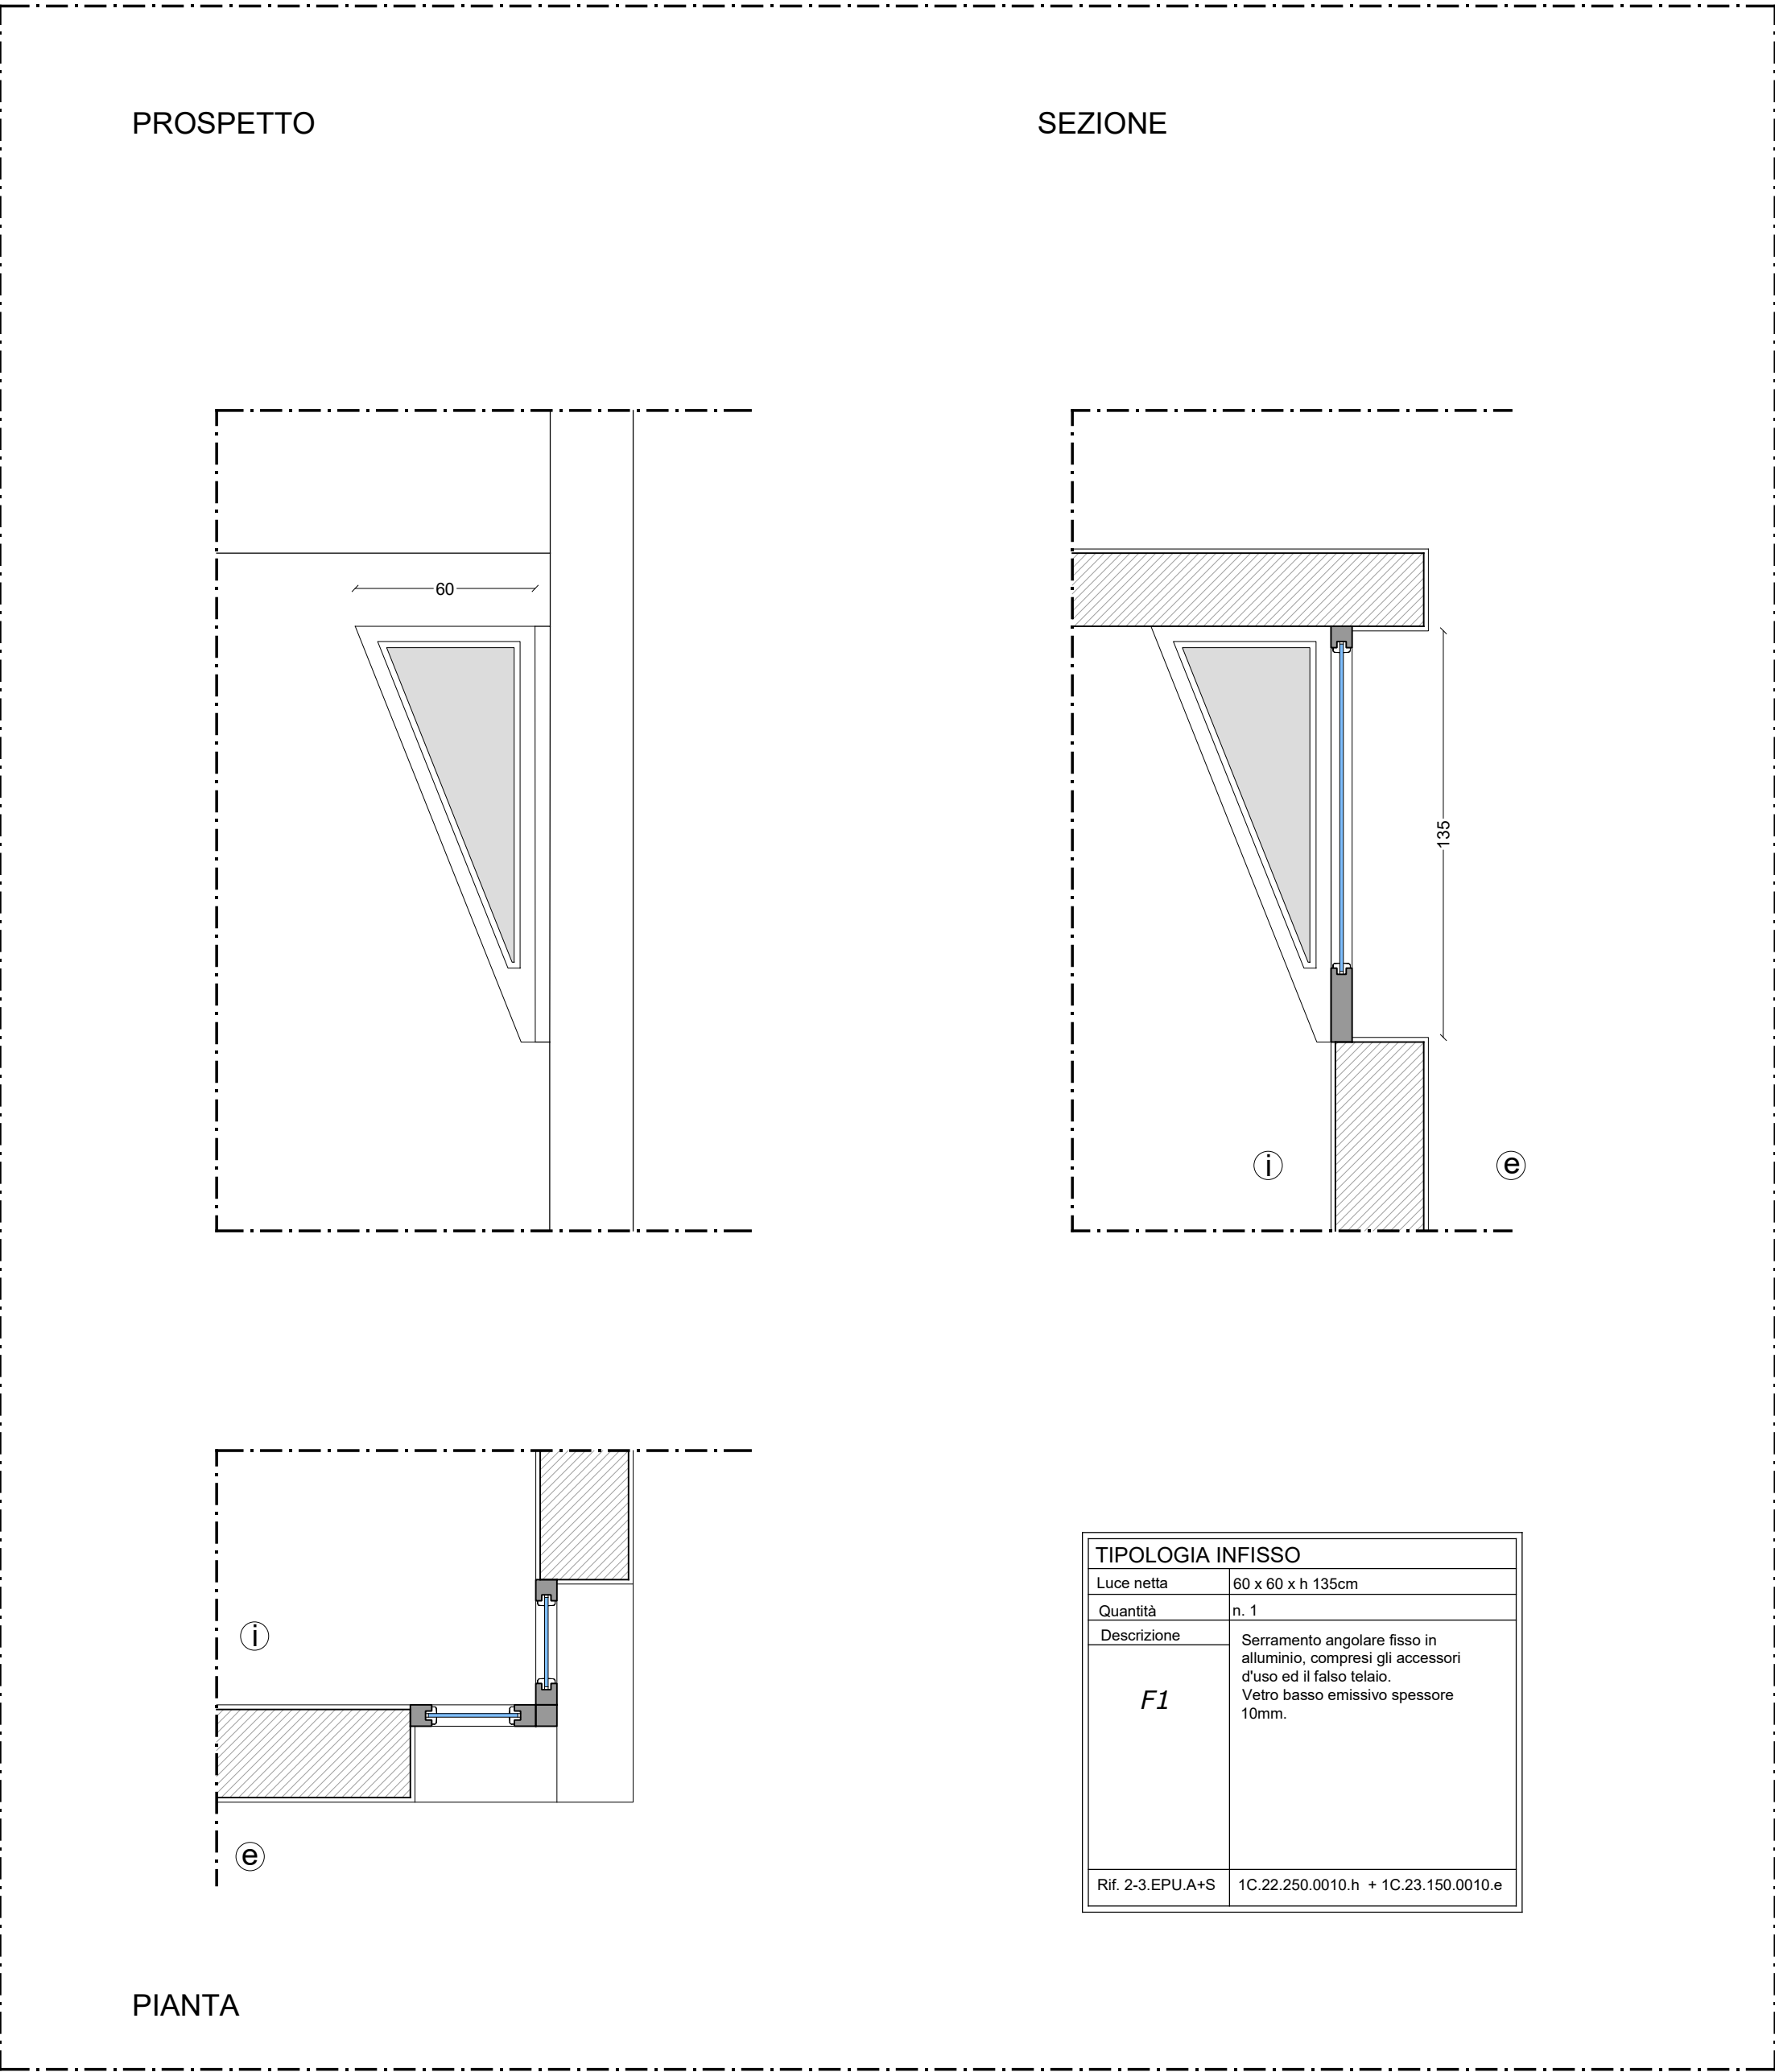 PROSPETTO
SEZIONE
60
135
i
e
i
e
TIPOLOGIA INFISSO
Luce netta
60 x 60 x h 135cm
Quantità
n. 1
Descrizione
Serramento angolare fisso in
alluminio, compresi gli accessori
d'uso ed il falso telaio.
Vetro basso emissivo spessore
10mm.
F1
Rif. 2-3.EPU.A+S
1C.22.250.0010.h + 1C.23.150.0010.e
PIANTA